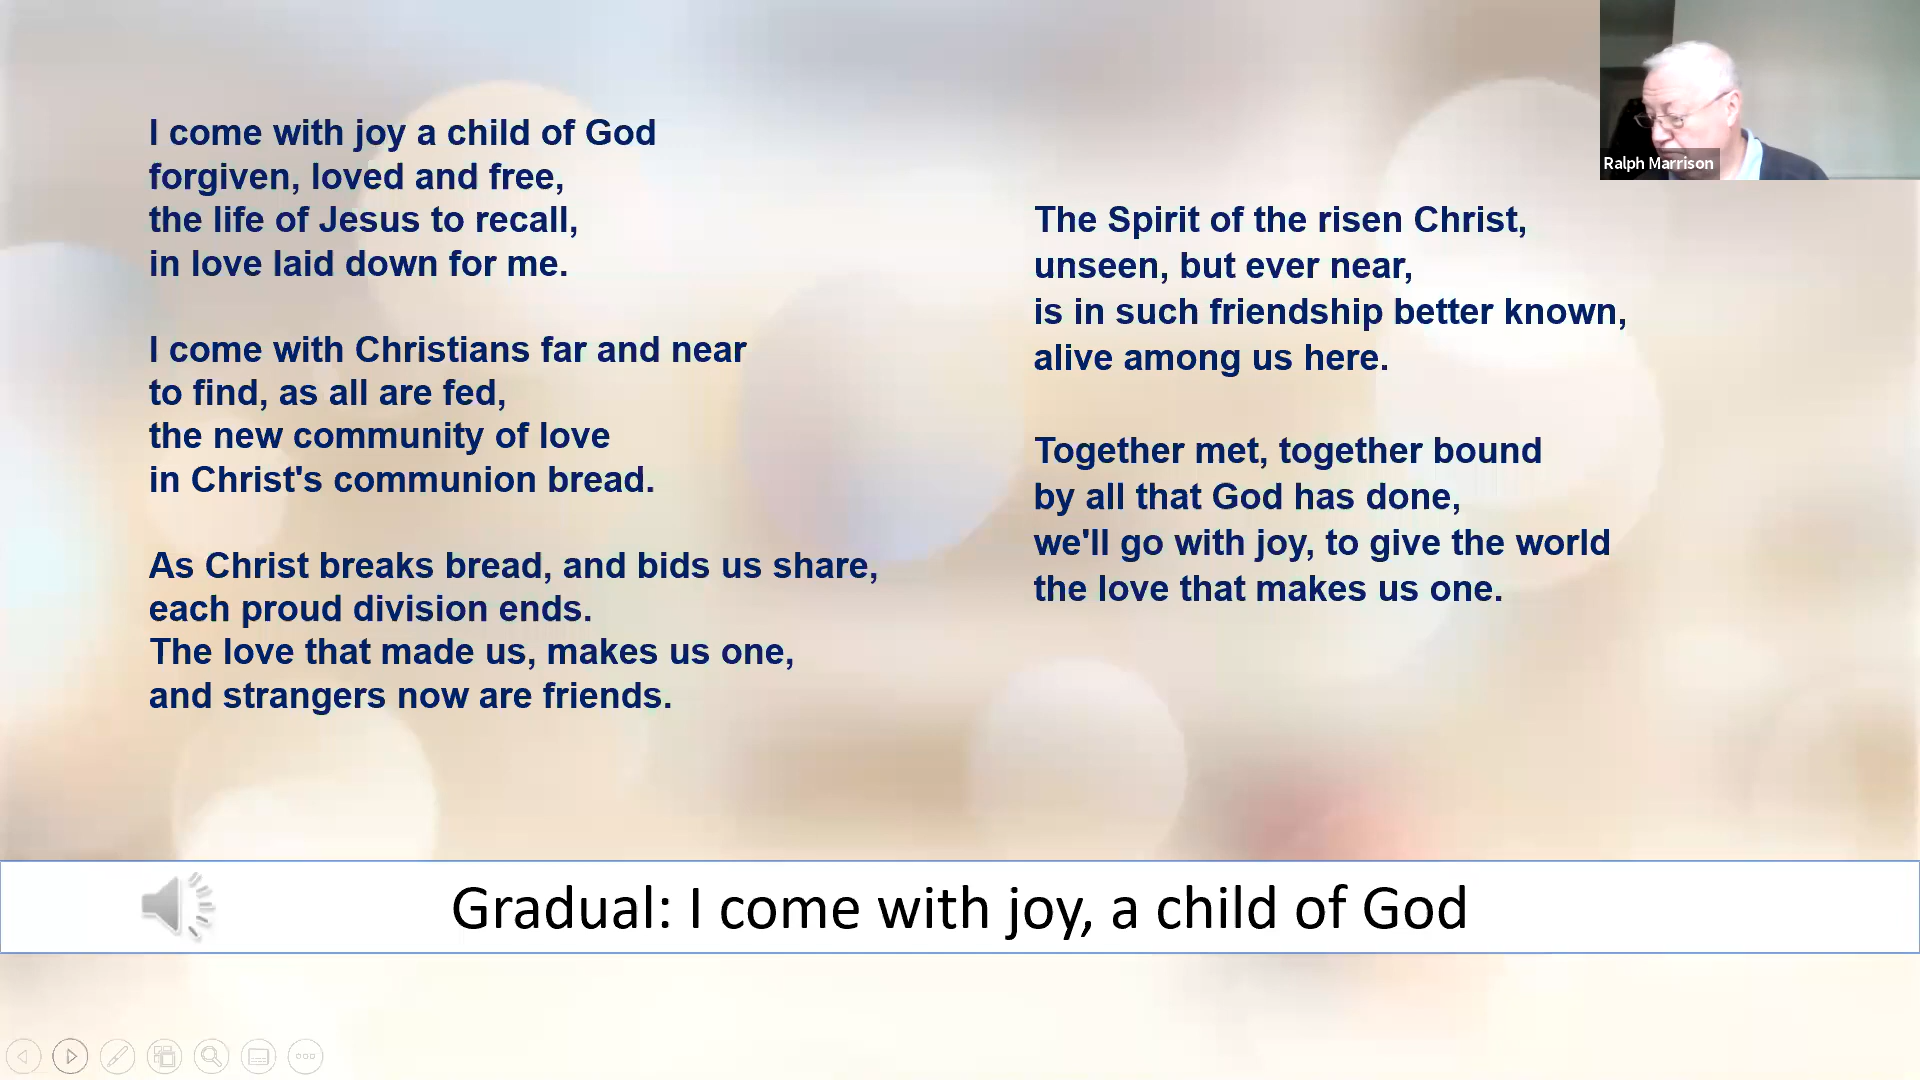 I come with joy a child of God
forgiven, loved and free,
the life of Jesus to recall,
in love laid down for me.
I come with Christians far and near
to find, as all are fed,
the new community of love
in Christ's communion bread.
As Christ breaks bread, and bids us share,
each proud division ends.
The love that made us, makes us one,
and strangers now are friends.
The Spirit of the risen Christ,
unseen, but ever near,
is in such friendship better known,
alive among us here.
Together met, together bound
by all that God has done,
we'll go with joy, to give the world
the love that makes us one.
Ralph Marrison
Gradual: I come with joy, a child of God